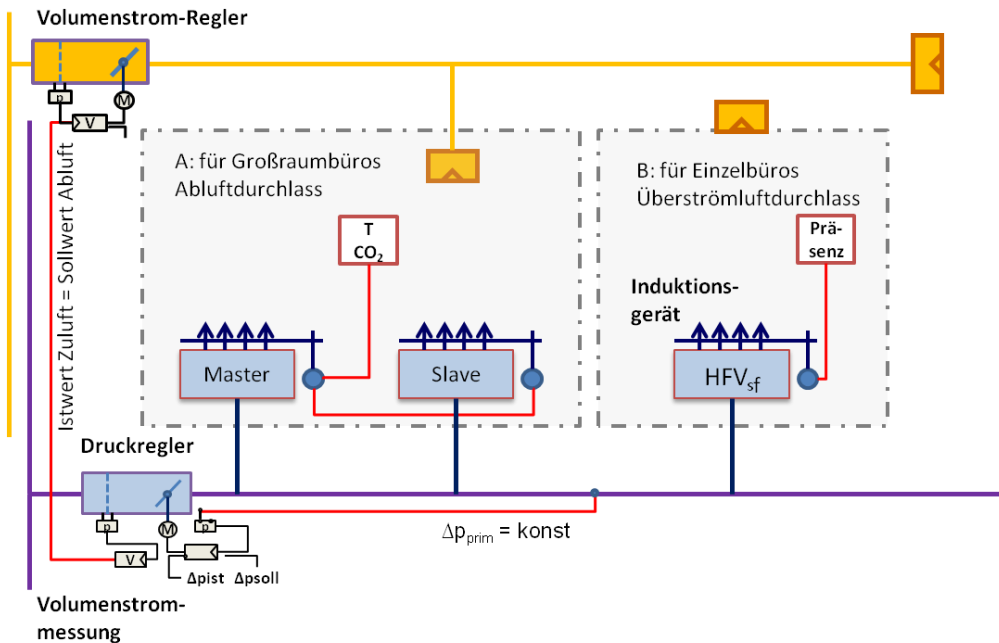 Volumenstrom-Regler
p
M
V
A: für Großraumbüros
Abluftdurchlass
B: für Einzelbüros
Überströmluftdurchlass
T
CO₂
Prä-
senz
Induktions-
gerät
Istwert Zuluft = Sollwert Abluft
Master
Slave
HFVsf
Druckregler
p
M
p
V
Δpprim = konst
Δpist
Δpsoll
Volumenstrom-
messung